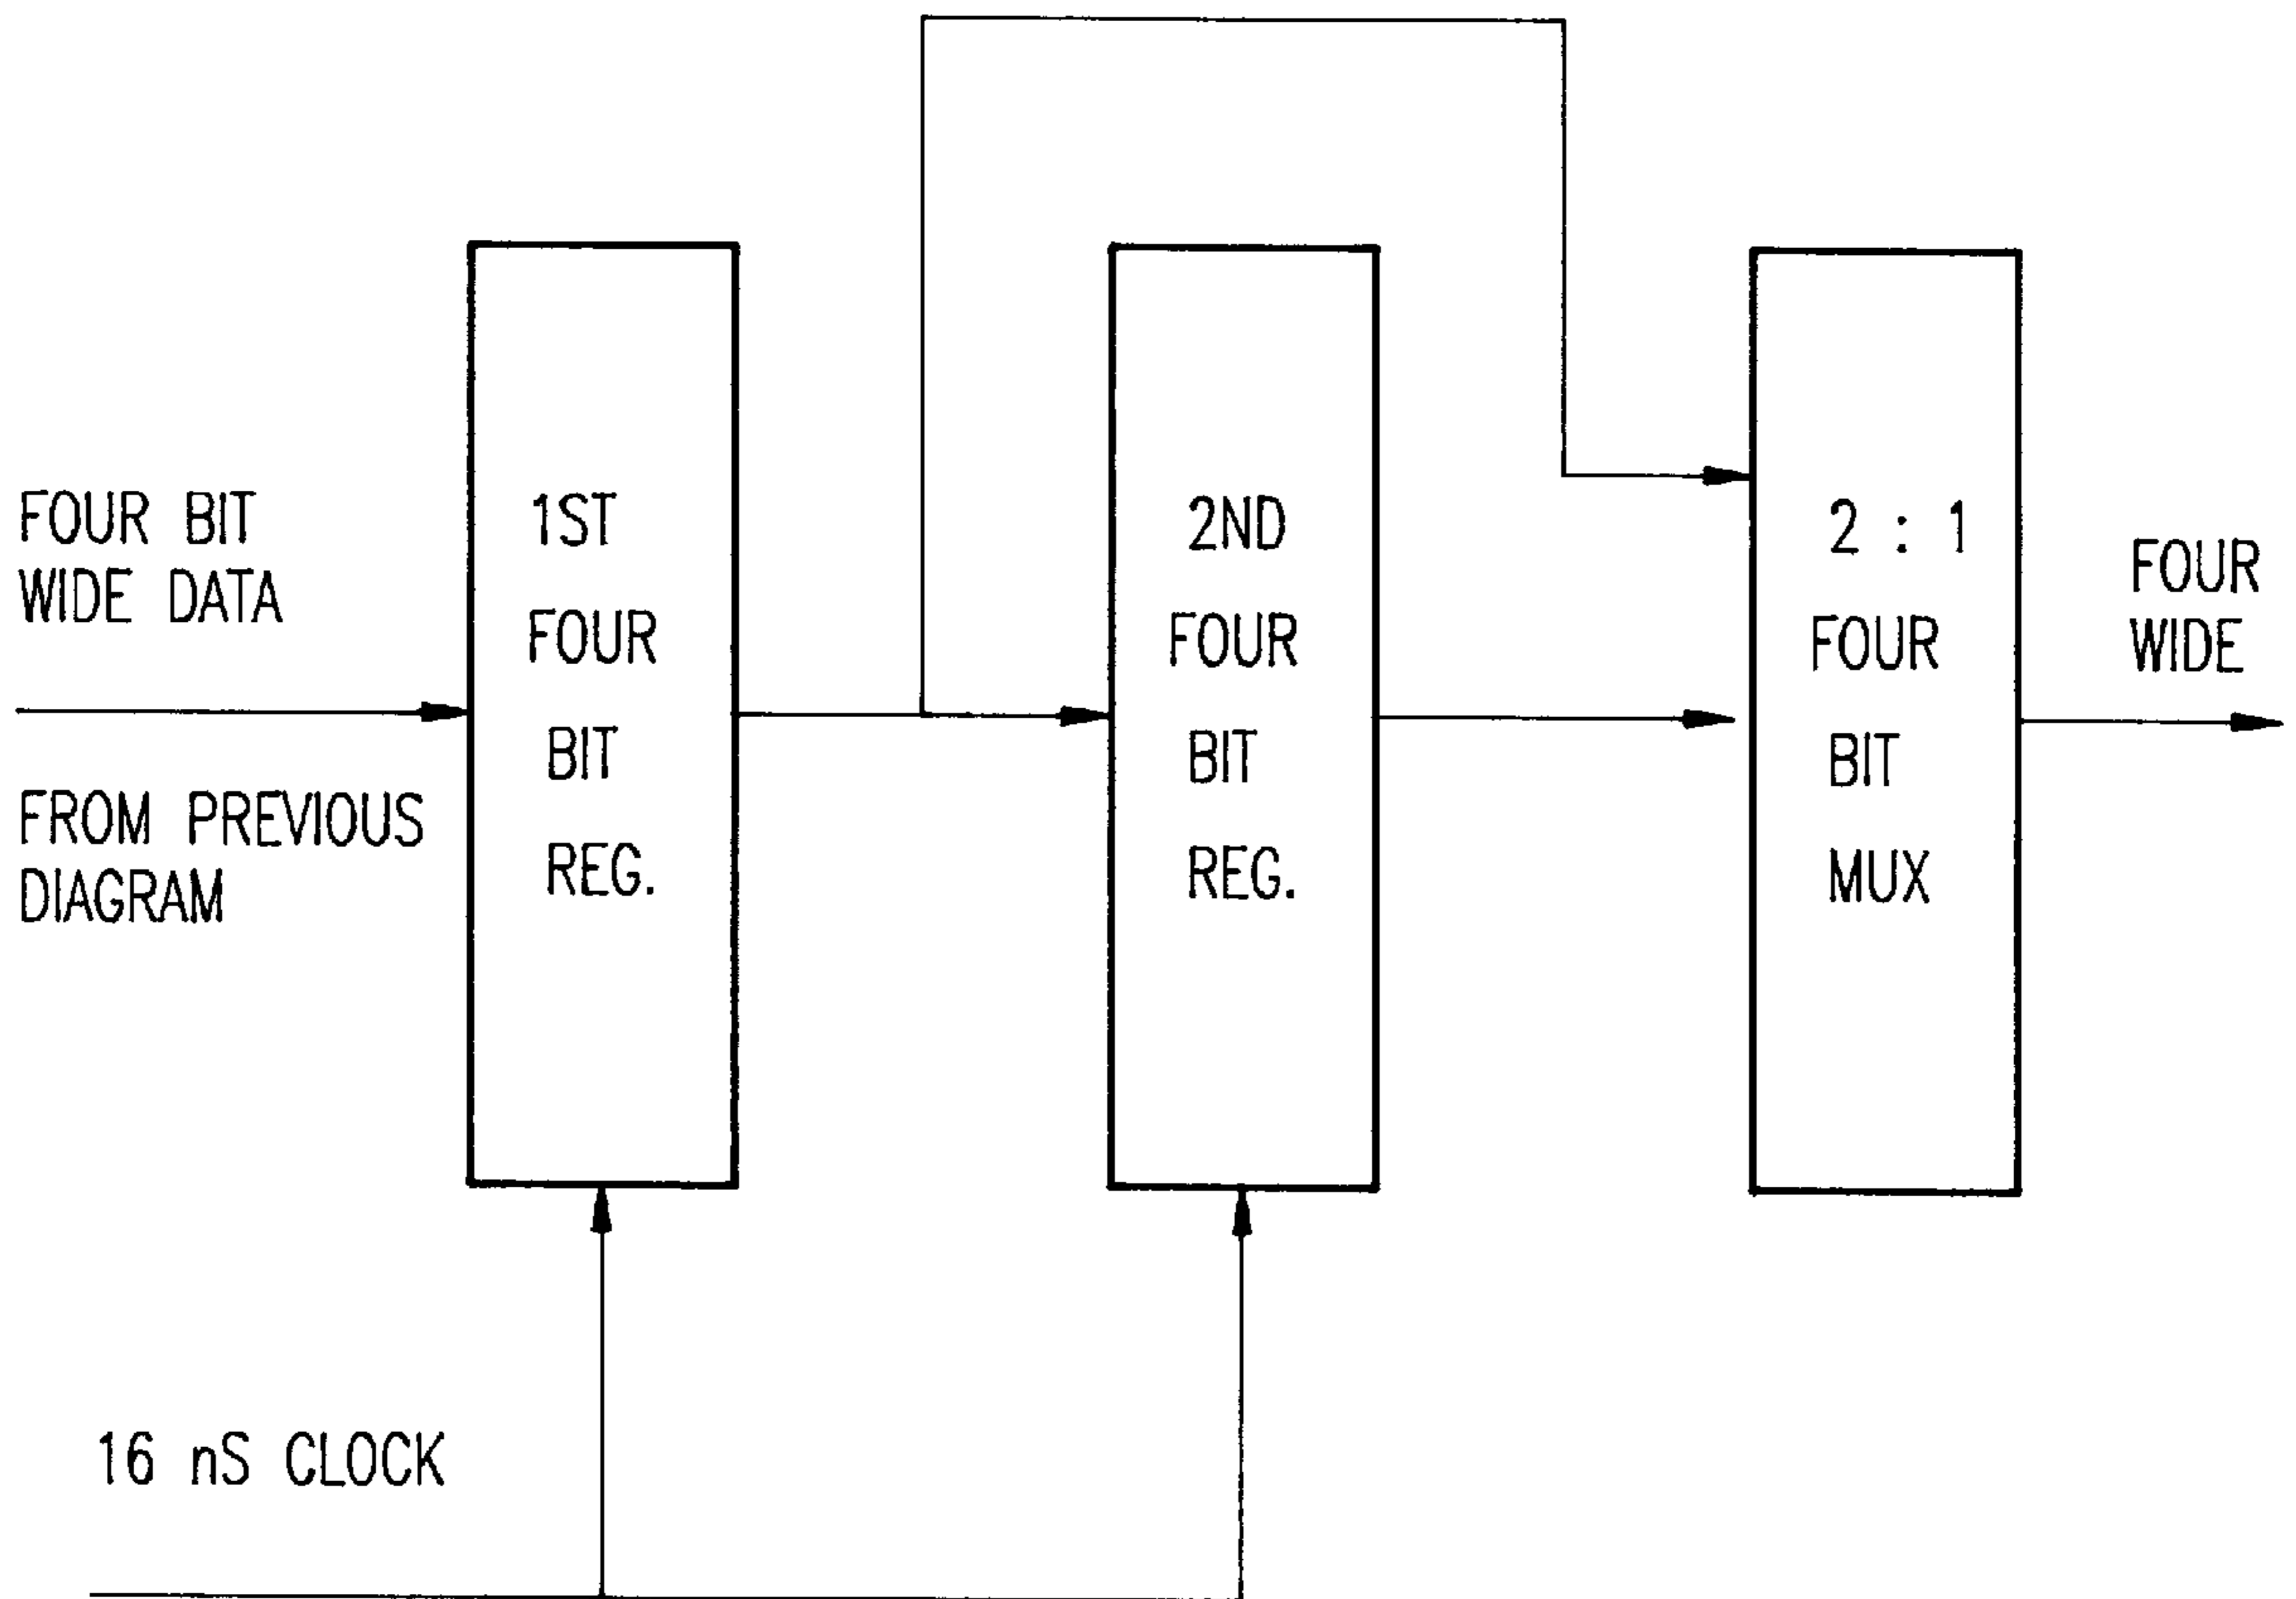 FOUR BIT
WIDE DATA
FROM PREVIOUS
DIAGRAM
1ST
FOUR
BIT
REG.
2ND
FOUR
BIT
REG.
2 : 1
FOUR
BIT
MUX
FOUR
WIDE
16 nS CLOCK